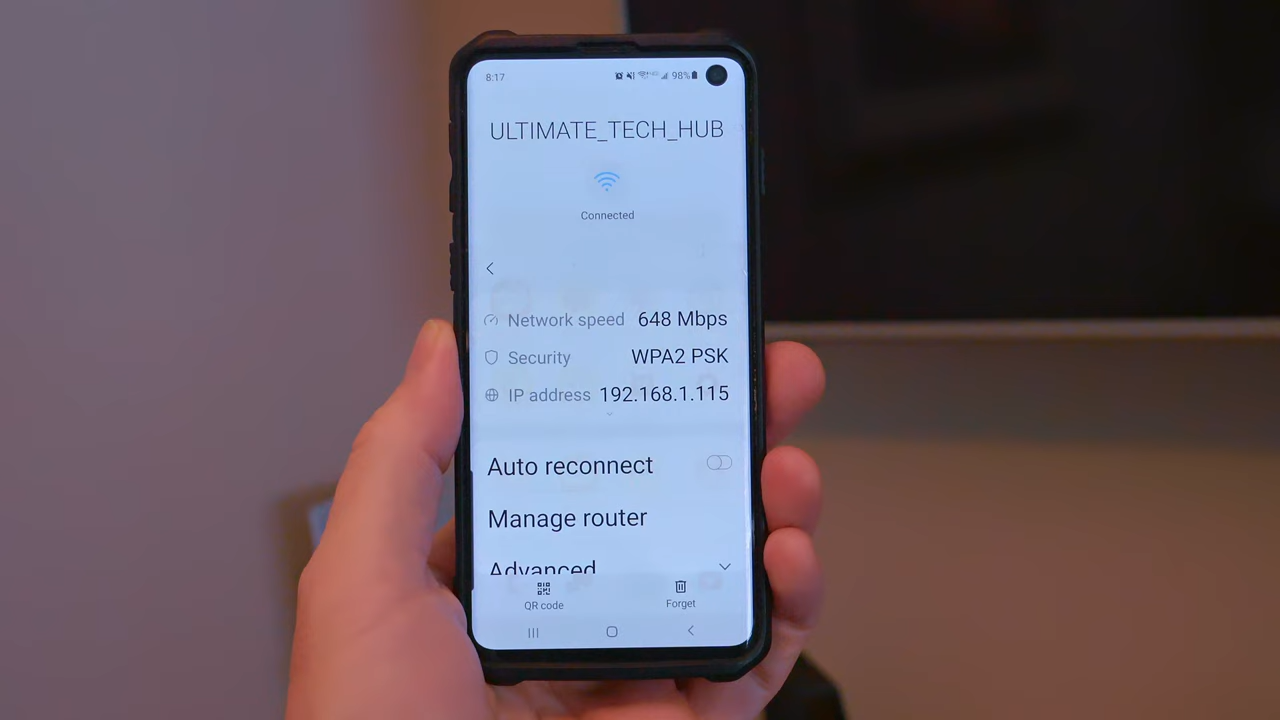 8:17 98%
ULTIMATE_TECH_HUB
Connected
Network speed 648 Mbps
Security WPA2 PSK
IP address 192.168.1.115
Auto reconnect
Manage router
Advanced
QR code Forget